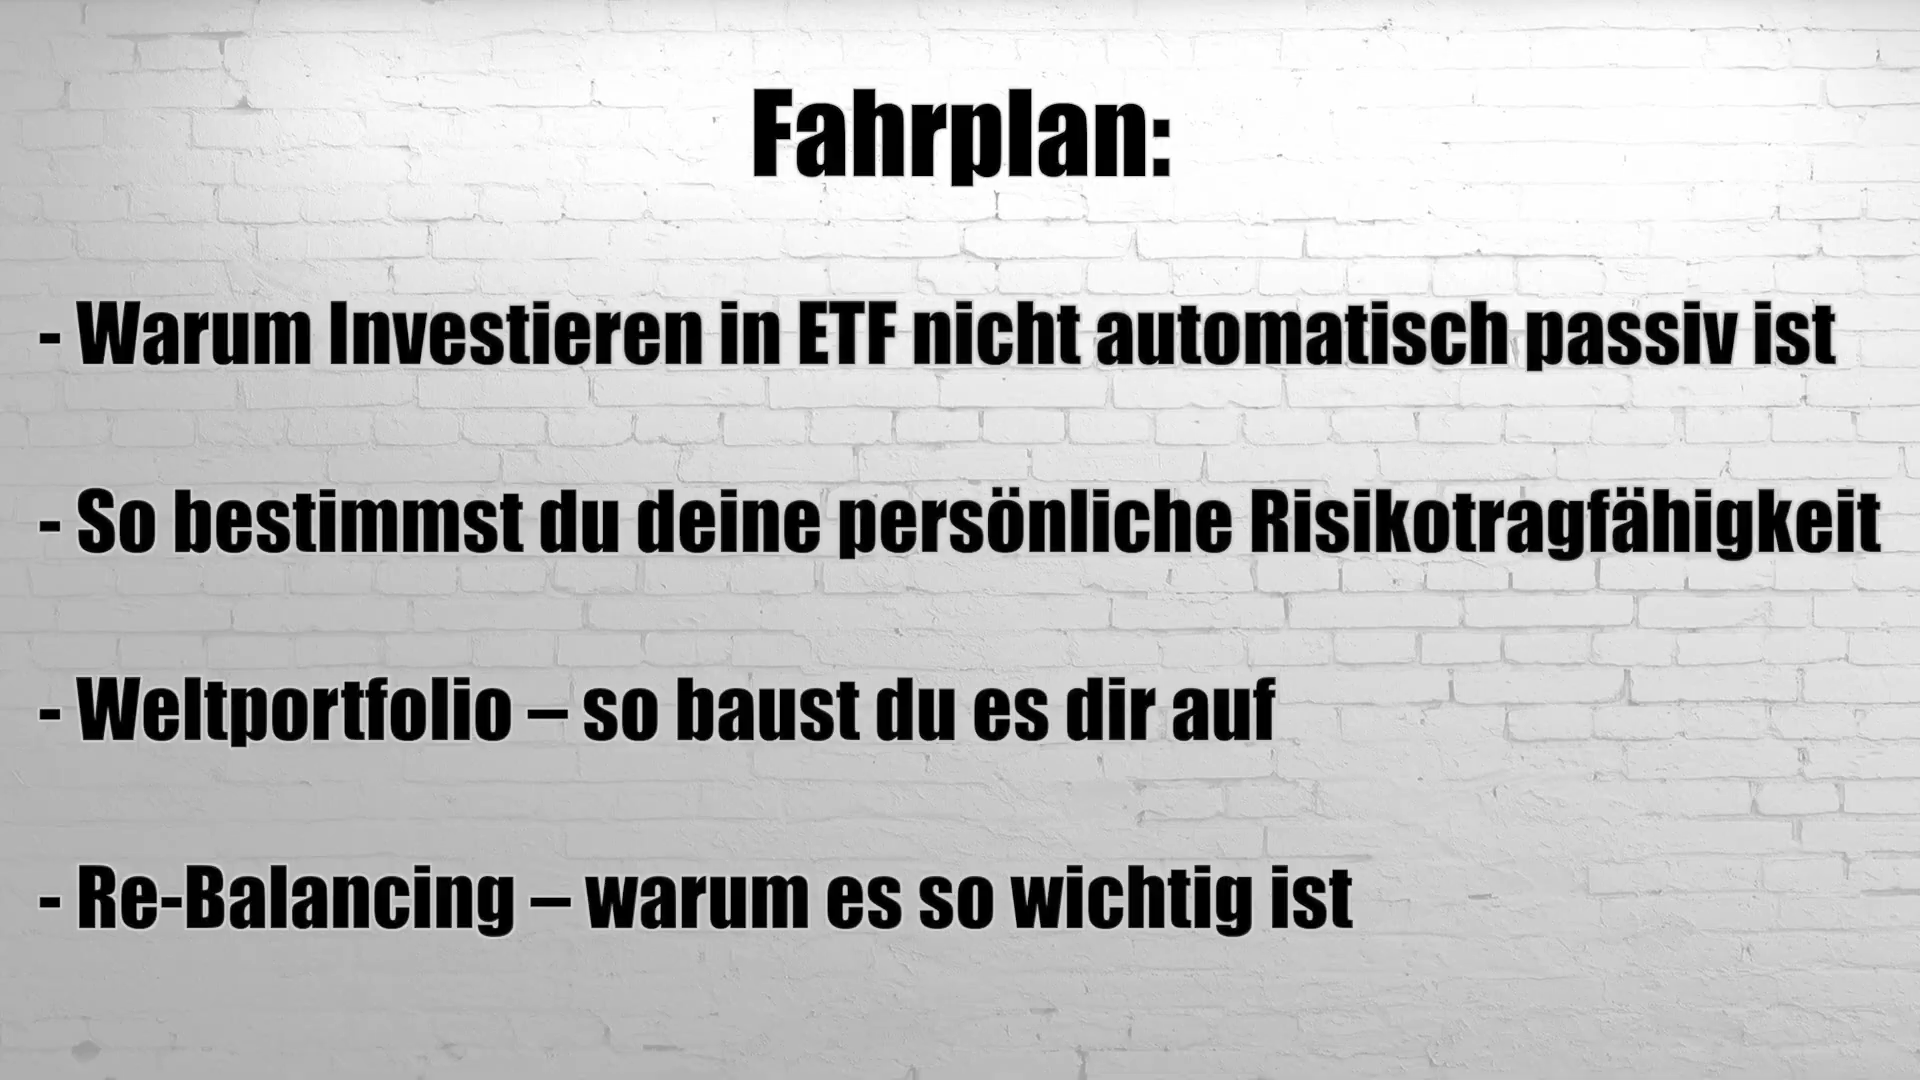 Fahrplan:
- Warum Investieren in ETF nicht automatisch passiv ist
- So bestimmst du deine persönliche Risikotragfähigkeit
- Weltportfolio – so baust du es dir auf
- Re-Balancing – warum es so wichtig ist